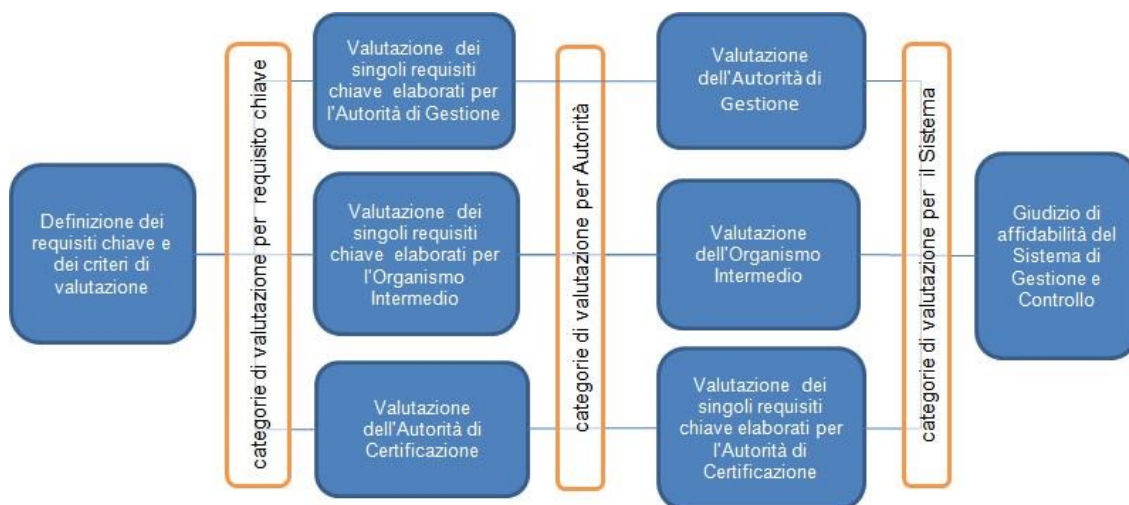 Definizione dei
requisiti chiave e
dei criteri di
valutazione
categorie di valutazione per requisito chiave
Valutazione dei
singoli requisiti
chiave elaborati per
l'Autorità di Gestione
Valutazione dei
singoli requisiti
chiave elaborati per
l'Organismo
Intermedio
Valutazione
dell'Autorità di
Certificazione
categorie di valutazione per Autorità
Valutazione
dell'Autorità di
Gestione
Valutazione
dell'Organismo
Intermedio
Valutazione dei
singoli requisiti
chiave elaborati per
l'Autorità di
Certificazione
categorie di valutazione per il Sistema
Giudizio di
affidabilità del
Sistema di
Gestione e
Controllo